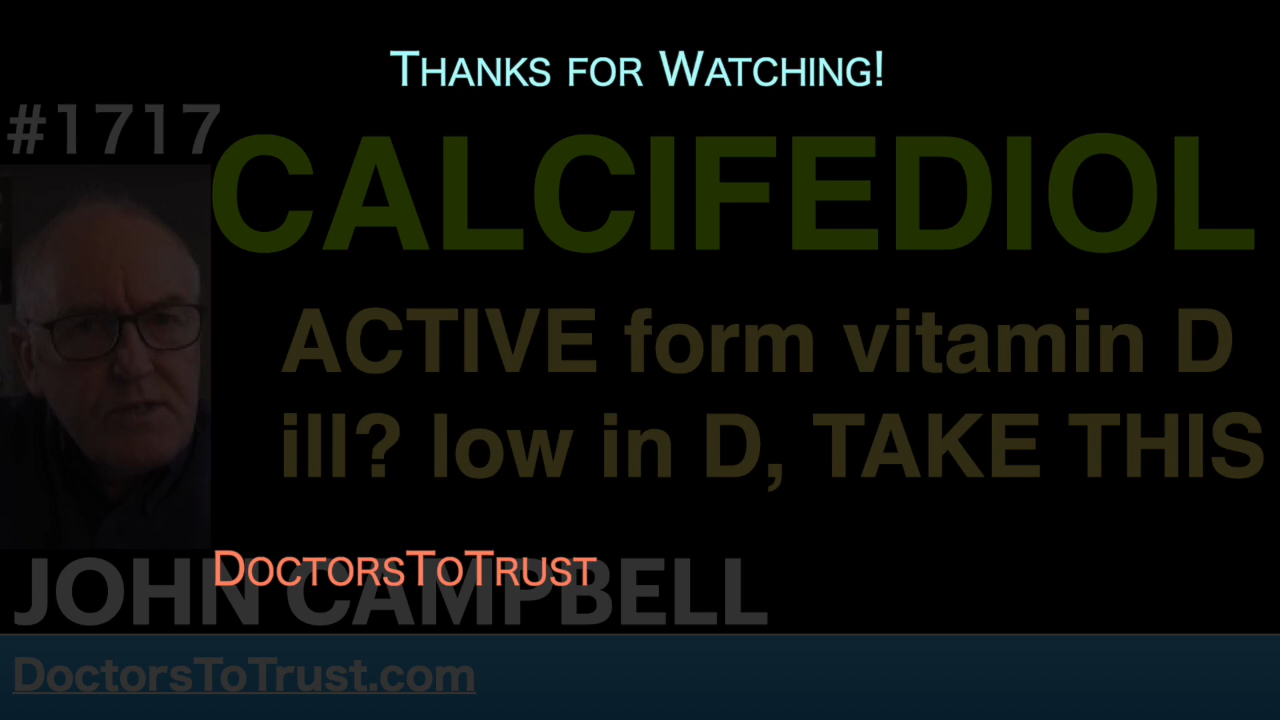 THANKS FOR WATCHING!
#1717
CALCIFEDIOL
ACTIVE form vitamin D
ill? low in D, TAKE THIS
DOCTORSTOTRUST
JOHN CAMPBELL
DoctorsToTrust.com